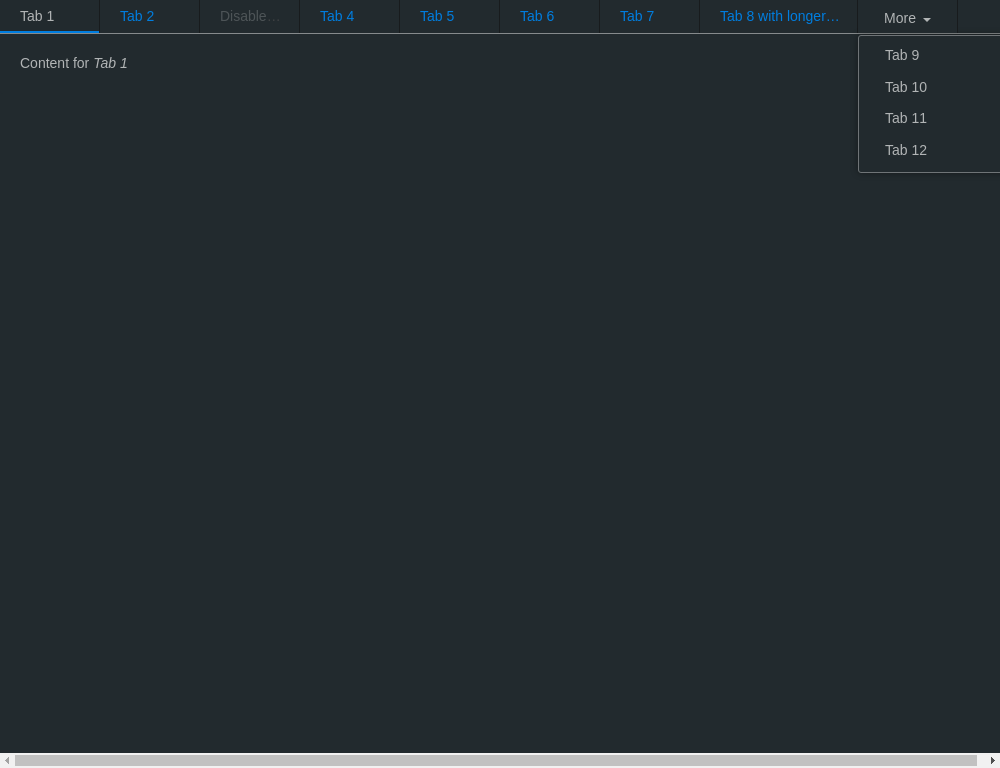 Tab 1
Tab 2
Disable…
Tab 4
Tab 5
Tab 6
Tab 7
Tab 8 with longer…
More
Tab 9
Tab 10
Tab 11
Tab 12
Content for Tab 1